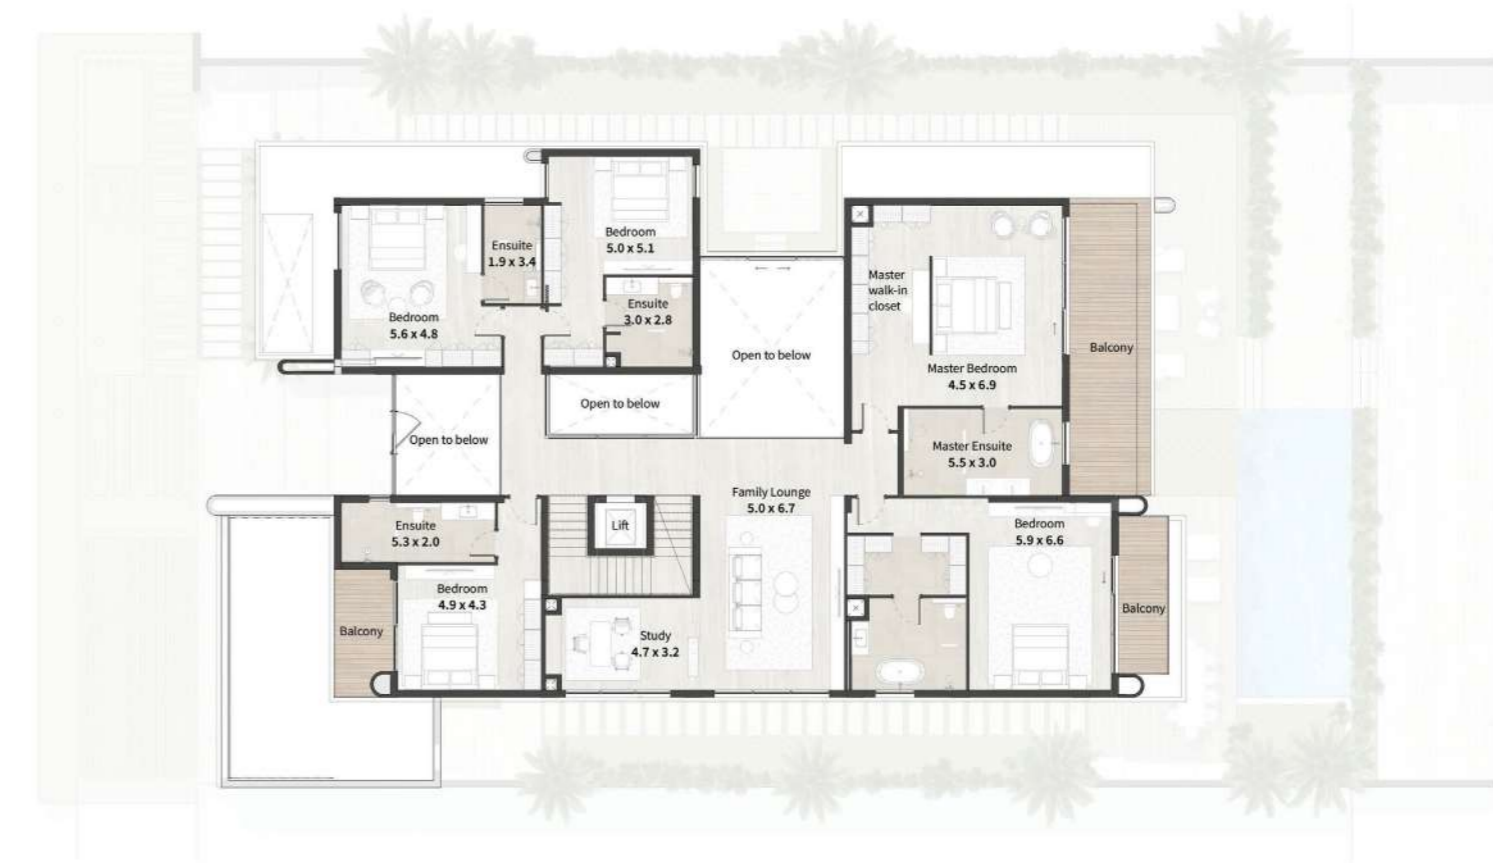 Bedroom
5.0 x 5.1
Ensuite
1.9 x 3.4
Bedroom
5.6 x 4.8
Ensuite
3.0 x 2.8
Master
walk-in
closet
Open to below
Balcony
Master Bedroom
4.5 x 6.9
Open to below
Open to below
Master Ensuite
5.5 x 3.0
Family Lounge
5.0 x 6.7
Ensuite
5.3 x 2.0
Lift
Bedroom
5.9 x 6.6
Bedroom
4.9 x 4.3
Balcony
Balcony
Study
4.7 x 3.2